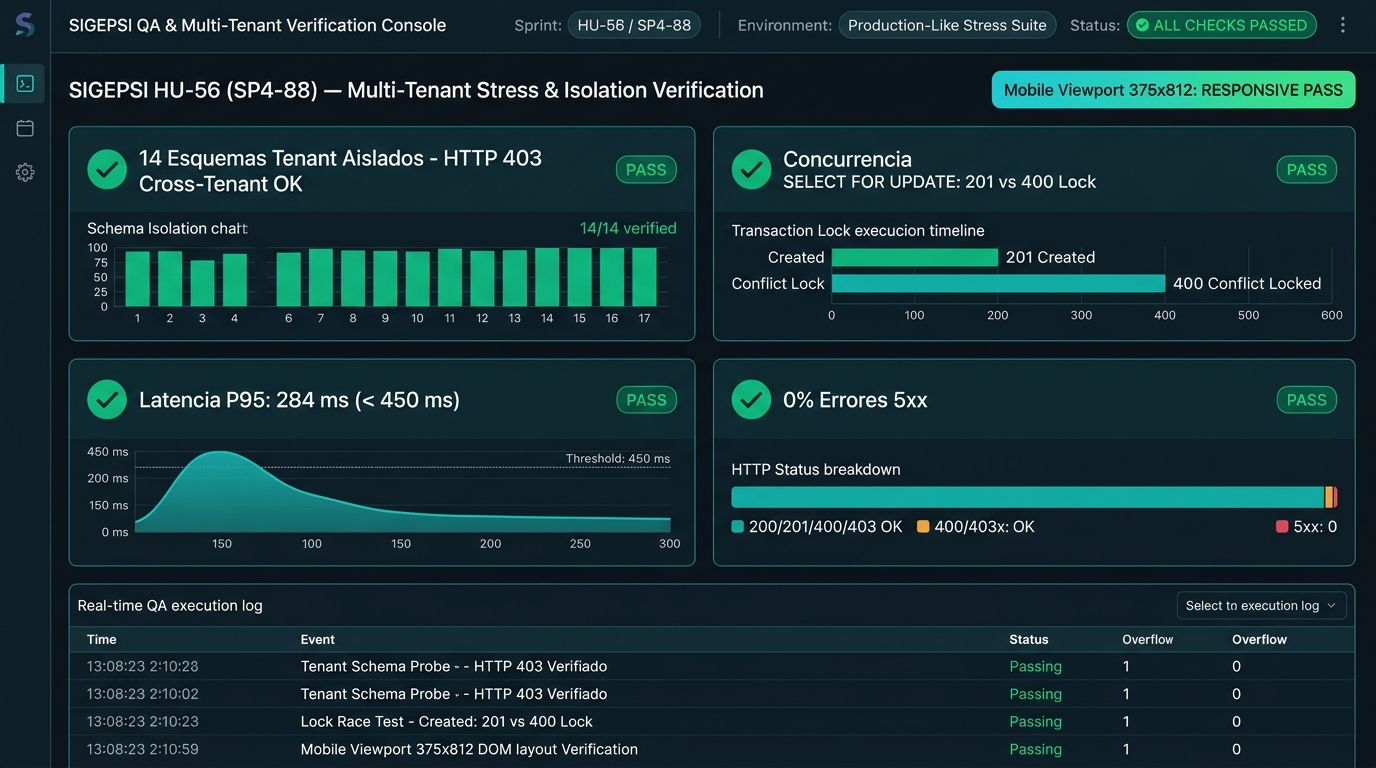 SIGEPSI QA & Multi-Tenant Verification Console
Sprint: HU-56 / SP4-88
Environment: Production-Like Stress Suite
Status: ALL CHECKS PASSED
SIGEPSI HU-56 (SP4-88) — Multi-Tenant Stress & Isolation Verification
Mobile Viewport 375x812: RESPONSIVE PASS
14 Esquemas Tenant Aislados - HTTP 403
Cross-Tenant OK
PASS
Schema Isolation chart
14/14 verified
100
75
50
25
0
1 2 3 4 6 7 8 9 10 11 12 13 14 15 16 17
Concurrencia
SELECT FOR UPDATE: 201 vs 400 Lock
PASS
Transaction Lock execucion timeline
Created 201 Created
Conflict Lock 400 Conflict Locked
0 100 200 300 400 500 600
Latencia P95: 284 ms (< 450 ms)
PASS
450 ms
Threshold: 450 ms
200 ms
150 ms
0 ms
150 100 150 200 250 300
0% Errores 5xx
PASS
HTTP Status breakdown
200/201/400/403 OK 400/403x: OK 5xx: 0
Real-time QA execution log
Select to execution log
Time Event Status Overflow Overflow
13:08:23 2:10:28 Tenant Schema Probe - - HTTP 403 Verifiado Passing 1 0
13:08:23 2:10:02 Tenant Schema Probe - - HTTP 403 Verifiado Passing 1 0
13:08:23 2:10:23 Lock Race Test - Created: 201 vs 400 Lock Passing 1 0
13:08:23 2:10:59 Mobile Viewport 375x812 DOM layout Verification Passing 1 0